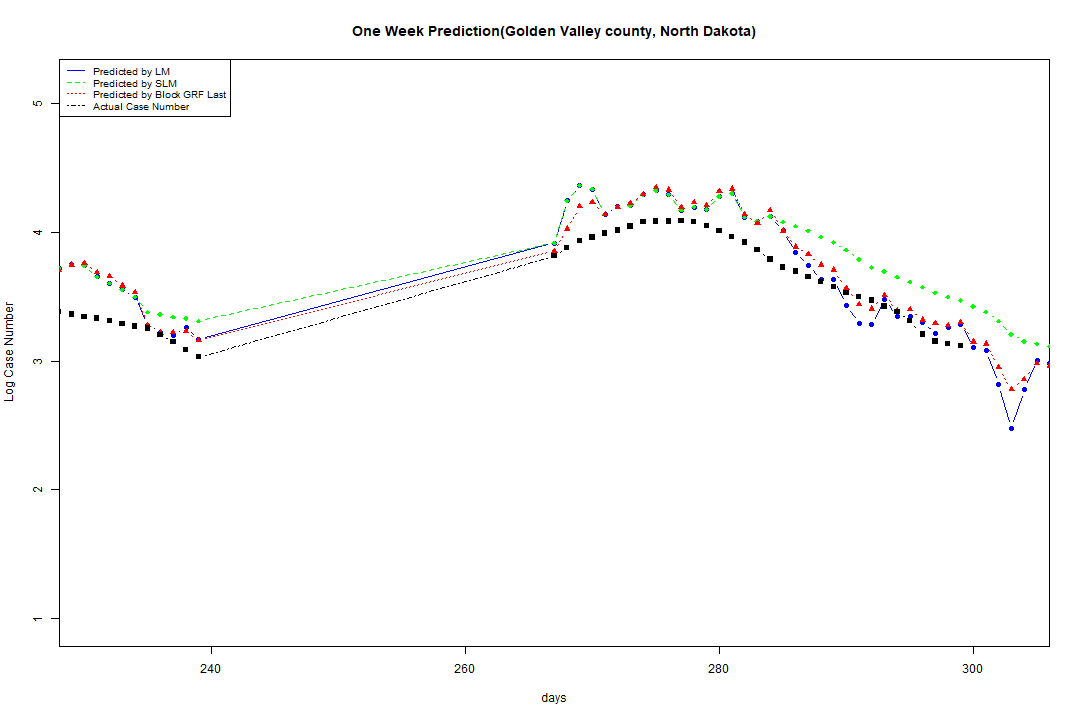 One Week Prediction(Golden Valley county, North Dakota)
Predicted by LM
Predicted by SLM
Predicted by Block GRF Last
Actual Case Number
5
4
3
2
1
Log Case Number
240
260
280
300
days